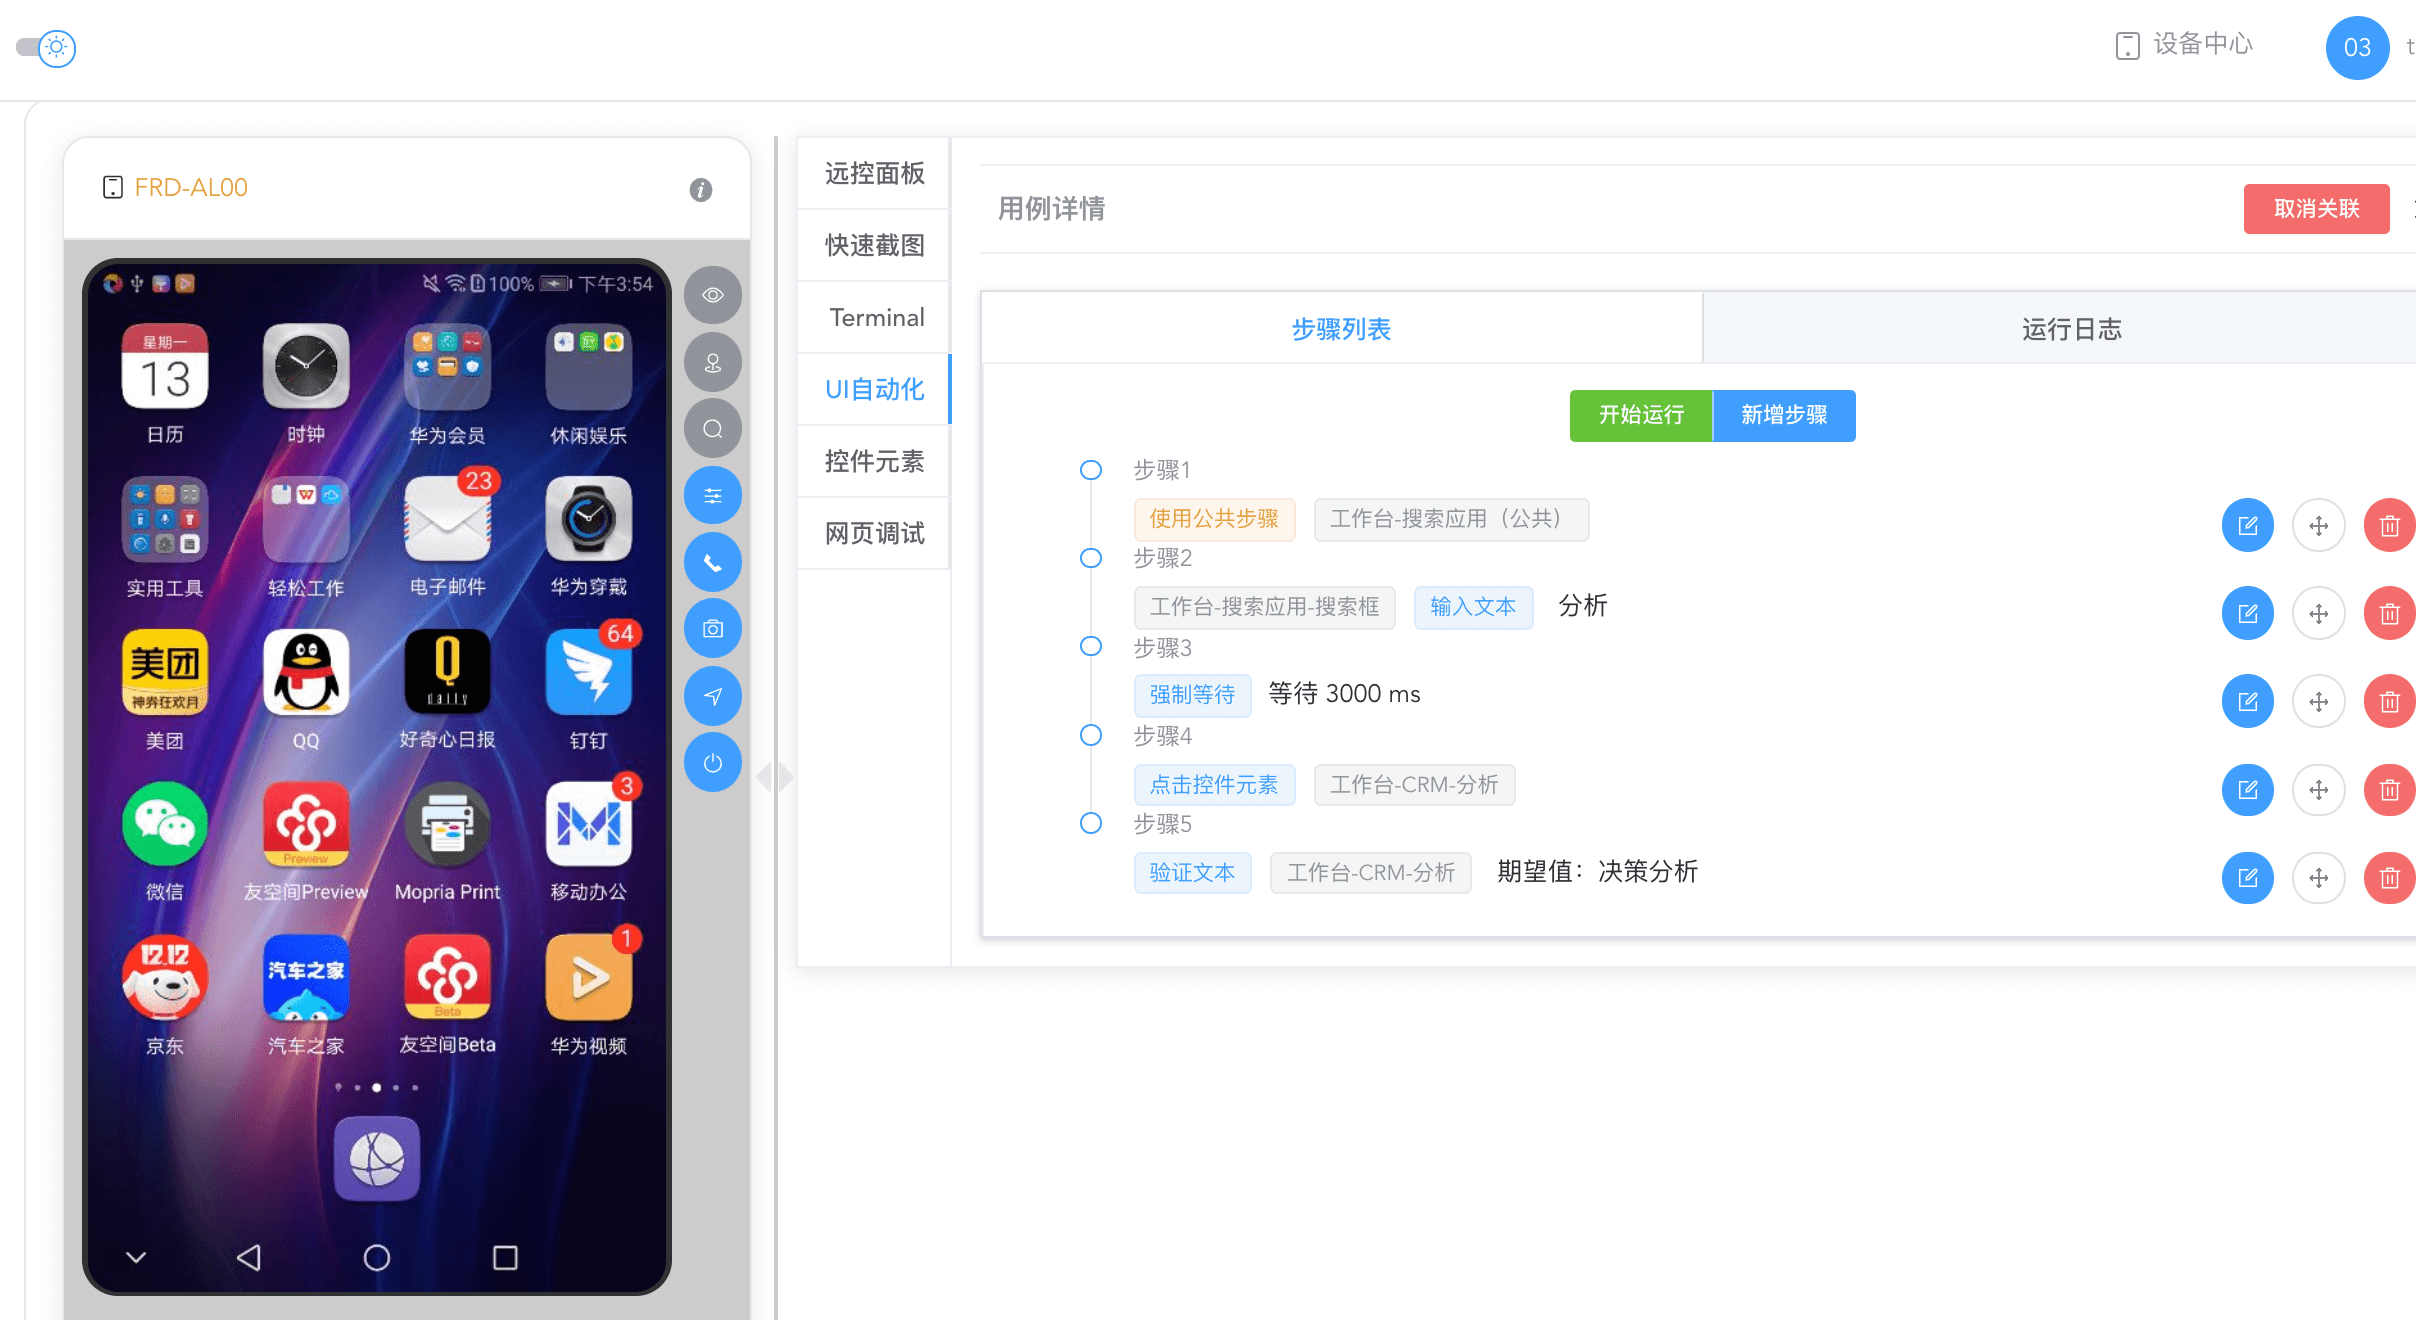 设备中心
03
t
FRD-AL00
100% 下午3:54
星期一
13
日历
时钟
华为会员
休闲娱乐
实用工具
轻松工作
23
电子邮件
华为穿戴
美团
神券狂欢月
美团
QQ
Q
daily
好奇心日报
64
钉钉
微信
Preview
友空间Preview
Mopria Print
3
移动办公
12.12
京东
汽车之家
汽车之家
Beta
友空间Beta
1
华为视频
远控面板
快速截图
Terminal
UI自动化
控件元素
网页调试
用例详情
取消关联
步骤列表
运行日志
开始运行
新增步骤
步骤1
使用公共步骤 工作台-搜索应用（公共）
步骤2
工作台-搜索应用-搜索框 输入文本 分析
步骤3
强制等待 等待 3000 ms
步骤4
点击控件元素 工作台-CRM-分析
步骤5
验证文本 工作台-CRM-分析 期望值：决策分析